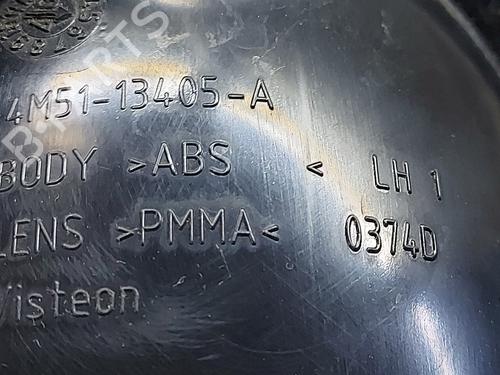 4M51-13405-A
BODY >ABS < LH 1
LENS >PMMA< 0374D
Visteon